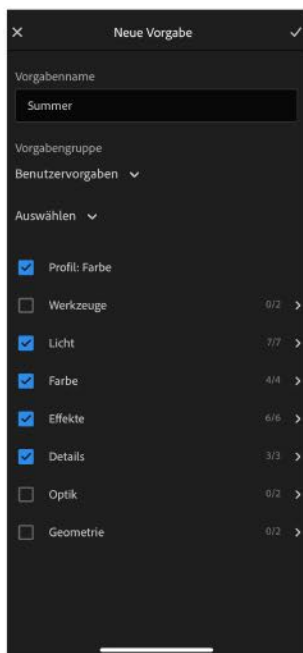 Neue Vorgabe
Vorgabenname
Summer
Vorgabengruppe
Benutzervorgaben
Auswählen
Profil: Farbe
Werkzeuge 0/2
Licht 7/7
Farbe 4/4
Effekte 6/6
Details 3/3
Optik 0/2
Geometrie 0/2